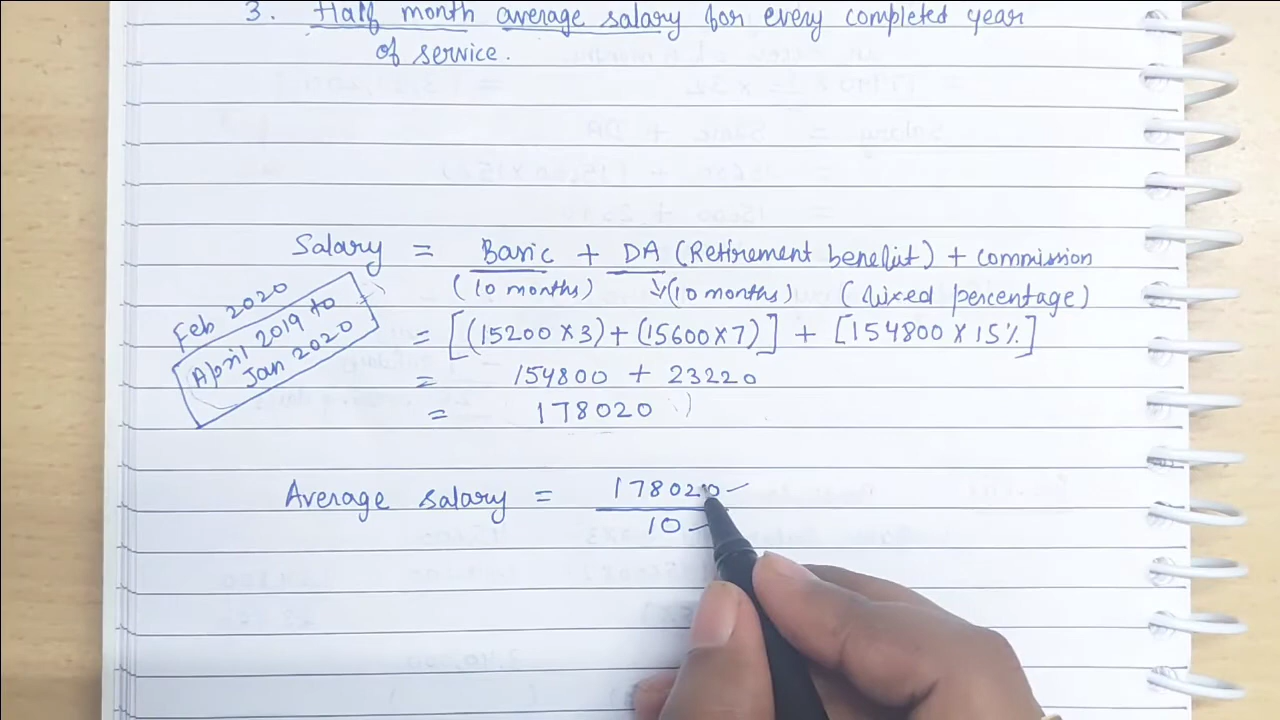 3. Half month average salary for every completed year
of service.
Salary = Basic + DA (Retirement benefit) + commission
(10 months) (10 months) (fixed percentage)
Feb 2020
April 2019 to
Jan 2020
= [(15200 x 3) + (15600 x 7)] + [154800 x 15%]
= 154800 + 23220
= 178020
Average salary = 178020
10